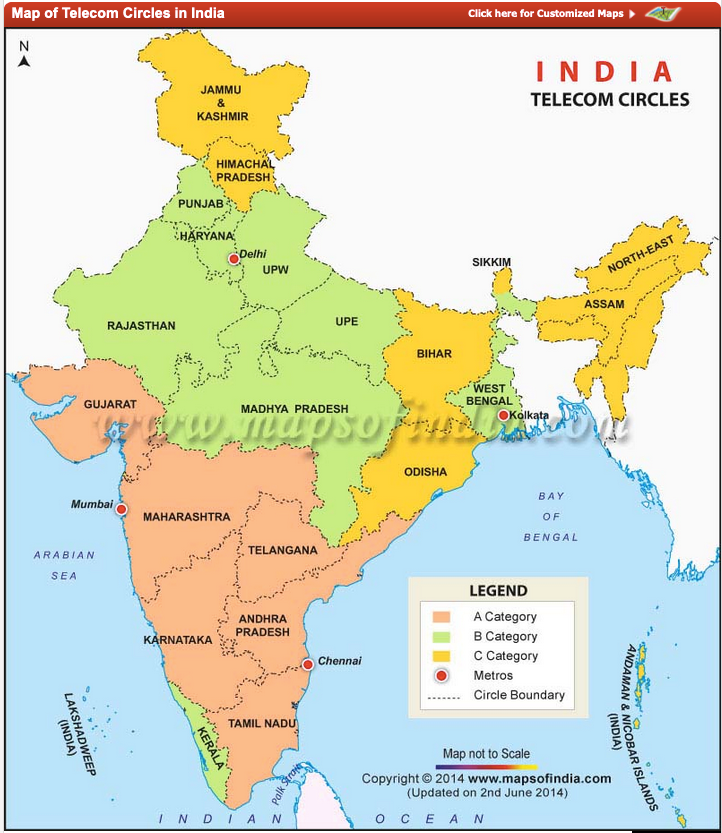 Map of Telecom Circles in India
Click here for Customized Maps
N
INDIA
TELECOM CIRCLES
JAMMU
&
KASHMIR
HIMACHAL
PRADESH
PUNJAB
HARYANA
Delhi
UPW
SIKKIM
NORTH-EAST
ASSAM
RAJASTHAN
UPE
BIHAR
WEST
BENGAL
Kolkata
GUJARAT
MADHYA PRADESH
www.mapsofindia.com
ODISHA
Mumbai
MAHARASHTRA
TELANGANA
BAY
OF
BENGAL
ARABIAN
SEA
KARNATAKA
ANDHRA
PRADESH
Chennai
TAMIL NADU
KERALA
LAKSHADWEEP
(INDIA)
ANDAMAN & NICOBAR ISLANDS
(INDIA)
LEGEND
A Category
B Category
C Category
Metros
Circle Boundary
Map not to Scale
Copyright © 2014 www.mapsofindia.com
(Updated on 2nd June 2014)
Palk Strait
INDIAN OCEAN